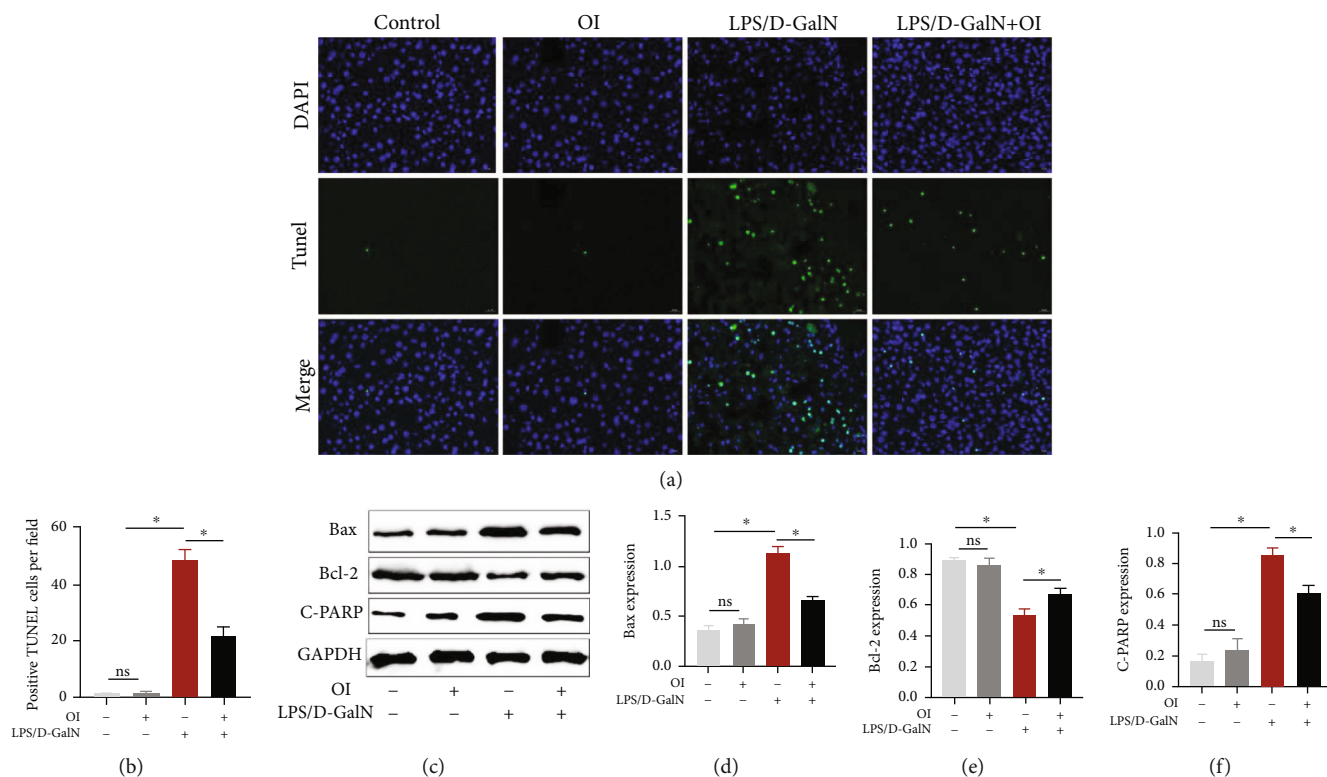 Control OI LPS/D-GalN LPS/D-GalN+OI
DAPI
Tunel
Merge
(a)
Positive TUNEL cells per field
60
40
20
0
ns
*
*
OI – + – +
LPS/D-GalN – – + +
(b)
Bax
Bcl-2
C-PARP
GAPDH
OI – + – +
LPS/D-GalN – – + +
(c)
Bax expression
1.5
1.0
0.5
0.0
ns
*
*
OI – + – +
LPS/D-GalN – – + +
(d)
Bcl-2 expression
1.0
0.8
0.6
0.4
0.2
0.0
*
ns
*
OI – + – +
LPS/D-GalN – – + +
(e)
C-PARP expression
1.0
0.8
0.6
0.4
0.2
0.0
*
*
ns
OI – + – +
LPS/D-GalN – – + +
(f)